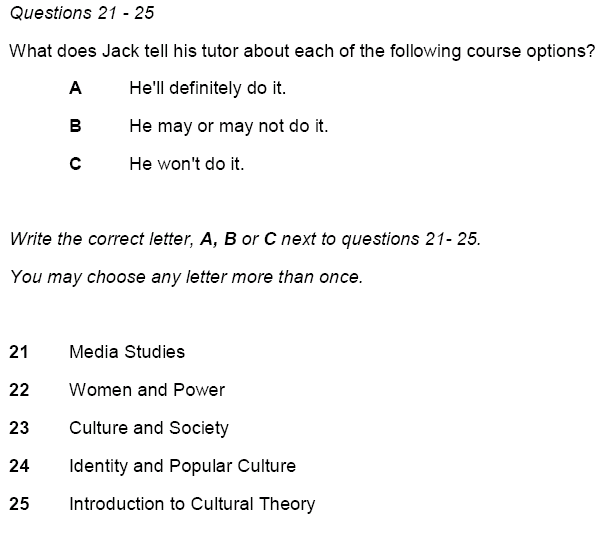 Questions 21 - 25
What does Jack tell his tutor about each of the following course options?
A He'll definitely do it.
B He may or may not do it.
C He won't do it.
Write the correct letter, A, B or C next to questions 21- 25.
You may choose any letter more than once.
21 Media Studies
22 Women and Power
23 Culture and Society
24 Identity and Popular Culture
25 Introduction to Cultural Theory